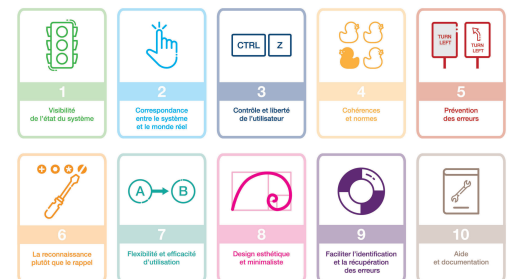 CTRL
Z
TURN
LEFT
TURN
LEFT
1
Visibilité
de l'état du système
2
Correspondance
entre le système
et le monde réel
3
Contrôle et liberté
de l'utilisateur
4
Cohérences
et normes
5
Prévention
des erreurs
A
B
6
La reconnaissance
plutôt que le rappel
7
Flexibilité et efficacité
d'utilisation
8
Design esthétique
et minimaliste
9
Faciliter l'identification
et la récupération
des erreurs
10
Aide
et documentation